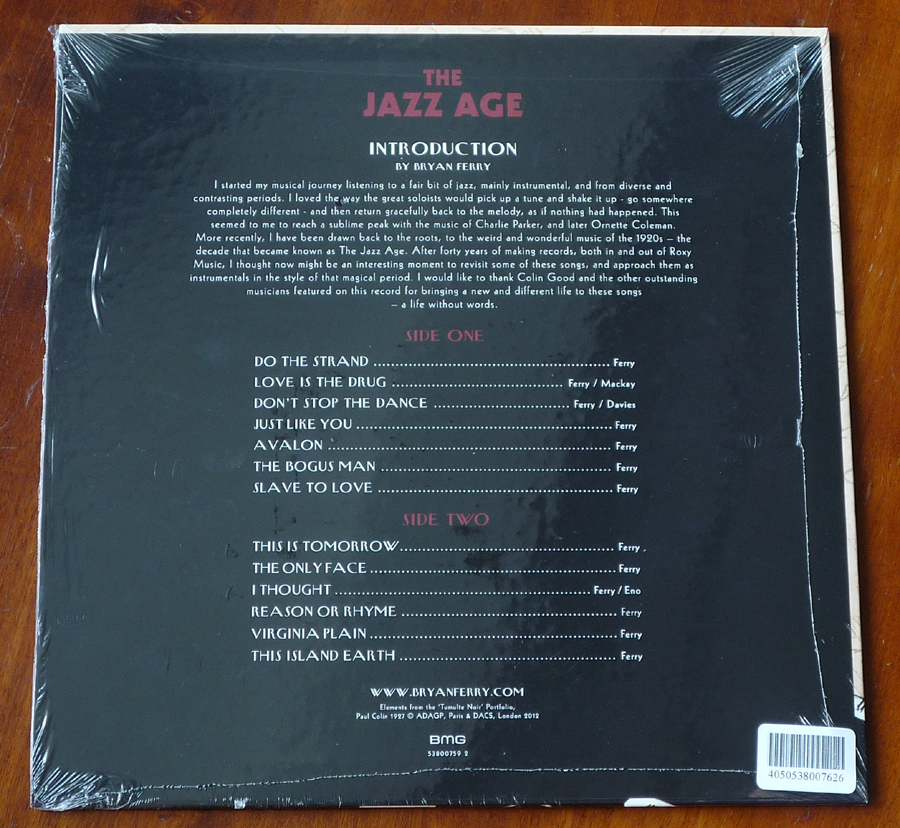 THE
JAZZ AGE
INTRODUCTION
BY BRYAN FERRY
I started my musical journey listening to a fair bit of jazz, mainly instrumental, and from diverse and
contrasting periods. I loved the way the great soloists would pick up a tune and shake it up - go somewhere
completely different - and then return gracefully back to the melody, as if nothing had happened. This
seemed to me to reach a sublime peak with the music of Charlie Parker, and later Ornette Coleman.
More recently, I have been drawn back to the roots, to the weird and wonderful music of the 1920s – the
decade that became known as The Jazz Age. After forty years of making records, both in and out of Roxy
Music, I thought now might be an interesting moment to revisit some of these songs, and approach them as
instrumentals in the style of that magical period. I would like to thank Colin Good and the other outstanding
musicians featured on this record for bringing a new and different life to these songs
– a life without words.
SIDE ONE
DO THE STRAND ........ Ferry
LOVE IS THE DRUG ........ Ferry / Mackay
DON'T STOP THE DANCE ........ Ferry / Davies
JUST LIKE YOU ........ Ferry
AVALON ........ Ferry
THE BOGUS MAN ........ Ferry
SLAVE TO LOVE ........ Ferry
SIDE TWO
THIS IS TOMORROW ........ Ferry
THE ONLY FACE ........ Ferry
I THOUGHT ........ Ferry / Eno
REASON OR RHYME ........ Ferry
VIRGINIA PLAIN ........ Ferry
THIS ISLAND EARTH ........ Ferry
WWW.BRYANFERRY.COM
Elements from the 'Tumulte Noir' Portfolio,
Paul Colin 1927 © ADAGP, Paris & DACS, London 2012
BMG
53800759 2
4050538007626